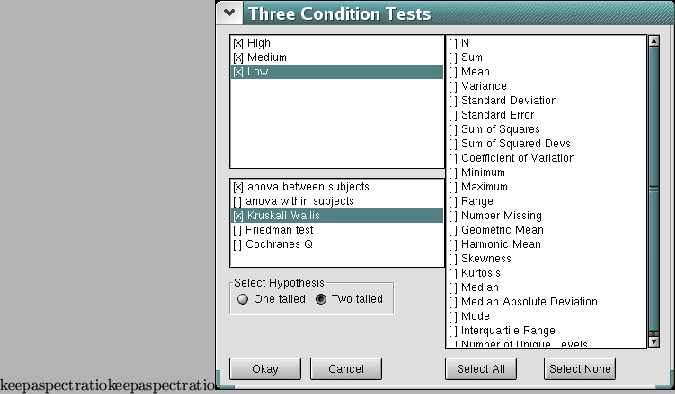 Three Condition Tests
[x] High
[x] Medium
[x] Low
[x] anova between subjects
[ ] anova within subjects
[x] Kruskall Wallis
[ ] Friedman test
[ ] Cochranes Q
Select Hypothesis
One tailed Two tailed
[ ] N
[ ] Sum
[ ] Mean
[ ] Variance
[ ] Standard Deviation
[ ] Standard Error
[ ] Sum of Squares
[ ] Sum of Squared Devs
[ ] Coefficient of Variation
[ ] Minimum
[ ] Maximum
[ ] Range
[ ] Number Missing
[ ] Geometric Mean
[ ] Harmonic Mean
[ ] Skewness
[ ] Kurtosis
[ ] Median
[ ] Median Absolute Deviation
[ ] Mode
[ ] Interquartile Range
[ ] Number of Unique Levels
Okay Cancel Select All Select None
keepaspectratiokeepaspectratio